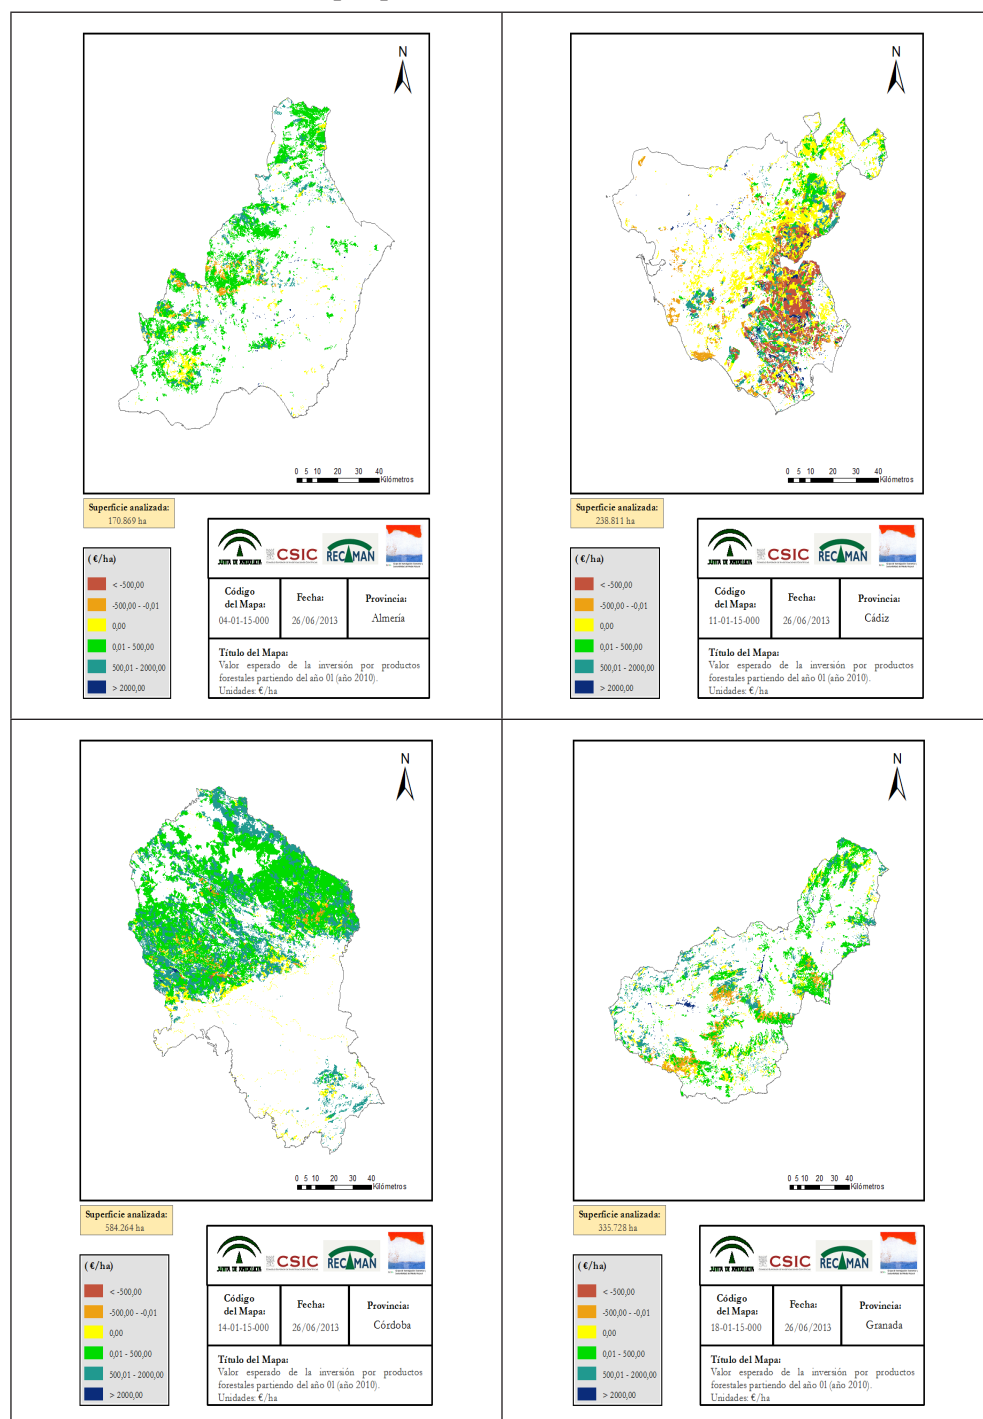 N
0 5 10 20 30 40
Kilómetros
Superficie analizada:
170.869 ha
(€/ha)
< -500,00
-500,00 - -0,01
0,00
0,01 - 500,00
500,01 - 2000,00
> 2000,00
JUNTA DE ANDALUCIA
CSIC
RECAMAN
Código del Mapa:
04-01-15-000
Fecha:
26/06/2013
Provincia:
Almería
Título del Mapa:
Valor esperado de la inversión por productos
forestales partiendo del año 01 (año 2010).
Unidades: €/ha
N
0 5 10 20 30 40
Kilómetros
Superficie analizada:
238.811 ha
(€/ha)
< -500,00
-500,00 - -0,01
0,00
0,01 - 500,00
500,01 - 2000,00
> 2000,00
JUNTA DE ANDALUCIA
CSIC
RECAMAN
Código del Mapa:
11-01-15-000
Fecha:
26/06/2013
Provincia:
Cádiz
Título del Mapa:
Valor esperado de la inversión por productos
forestales partiendo del año 01 (año 2010).
Unidades: €/ha
N
0 5 10 20 30 40
Kilómetros
Superficie analizada:
584.264 ha
(€/ha)
< -500,00
-500,00 - -0,01
0,00
0,01 - 500,00
500,01 - 2000,00
> 2000,00
JUNTA DE ANDALUCIA
CSIC
RECAMAN
Código del Mapa:
14-01-15-000
Fecha:
26/06/2013
Provincia:
Córdoba
Título del Mapa:
Valor esperado de la inversión por productos
forestales partiendo del año 01 (año 2010).
Unidades: €/ha
N
0 5 10 20 30 40
Kilómetros
Superficie analizada:
335.728 ha
(€/ha)
< -500,00
-500,00 - -0,01
0,00
0,01 - 500,00
500,01 - 2000,00
> 2000,00
JUNTA DE ANDALUCIA
CSIC
RECAMAN
Código del Mapa:
18-01-15-000
Fecha:
26/06/2013
Provincia:
Granada
Título del Mapa:
Valor esperado de la inversión por productos
forestales partiendo del año 01 (año 2010).
Unidades: €/ha